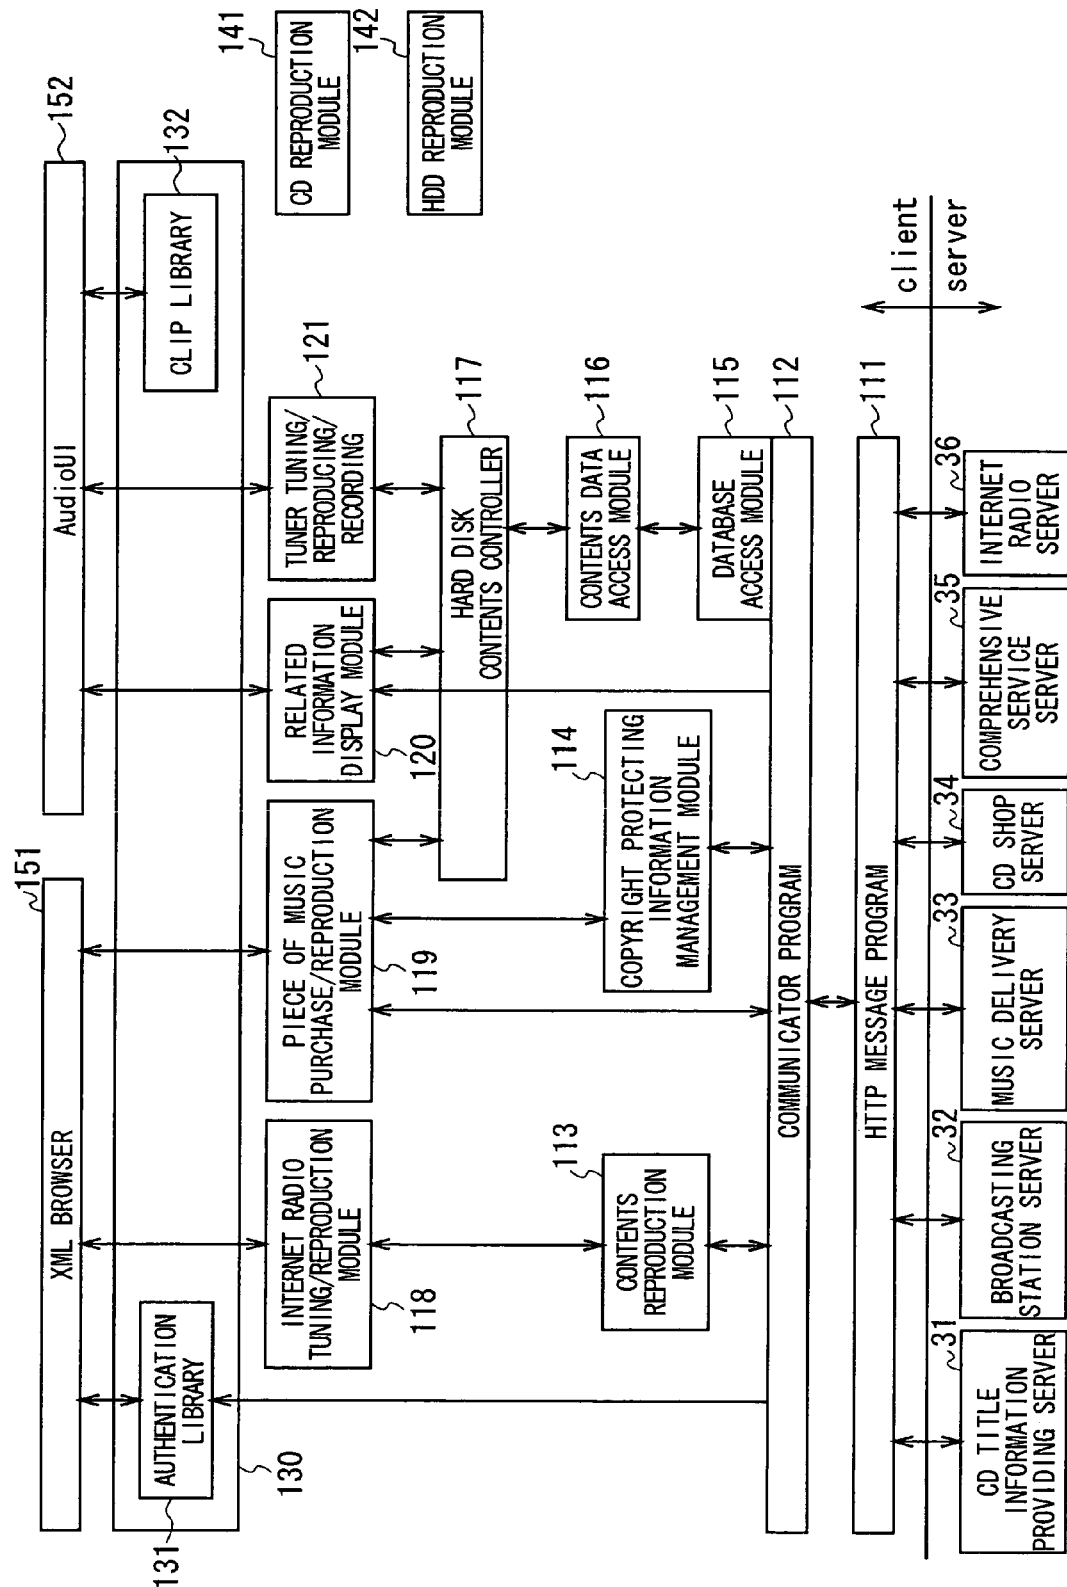 151
XML BROWSER
152
AudioUI
131
AUTHENTICATION
LIBRARY
130
132
CLIP LIBRARY
INTERNET RADIO
TUNING/REPRODUCTION
MODULE
118
PIECE OF MUSIC
PURCHASE/REPRODUCTION
MODULE
119
RELATED
INFORMATION
DISPLAY MODULE
120
TUNER TUNING/
REPRODUCING/
RECORDING
121
141
CD REPRODUCTION
MODULE
142
HDD REPRODUCTION
MODULE
HARD DISK
CONTENTS CONTROLLER
117
113
CONTENTS
REPRODUCTION
MODULE
114
COPYRIGHT PROTECTING
INFORMATION
MANAGEMENT MODULE
CONTENTS DATA
ACCESS MODULE
116
DATABASE
ACCESS MODULE
115
COMMUNICATOR PROGRAM
112
HTTP MESSAGE PROGRAM
111
client
server
31
CD TITLE
INFORMATION
PROVIDING SERVER
32
BROADCASTING
STATION SERVER
33
MUSIC DELIVERY
SERVER
34
CD SHOP
SERVER
35
COMPREHENSIVE
SERVICE
SERVER
36
INTERNET
RADIO
SERVER